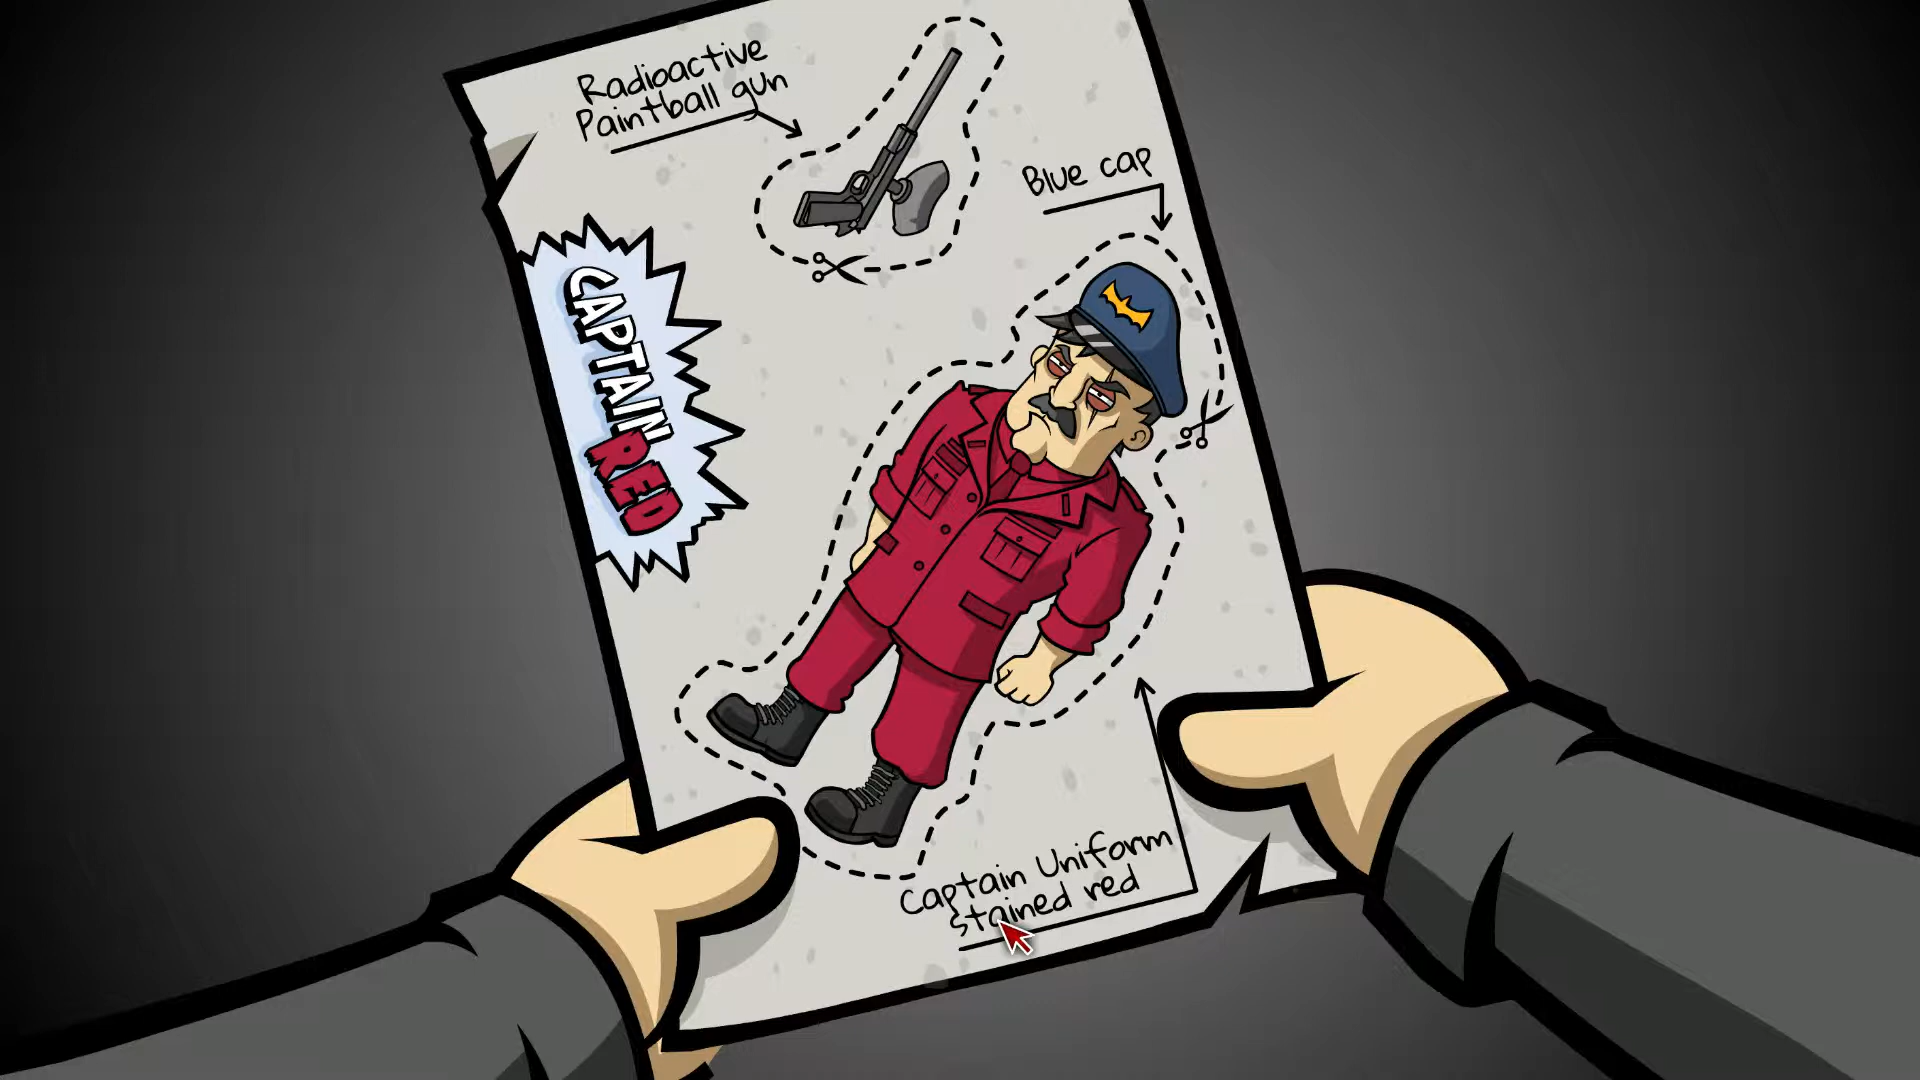 Radioactive
Paintball gun
Blue cap
CAPTAIN RED
Captain Uniform
stained red